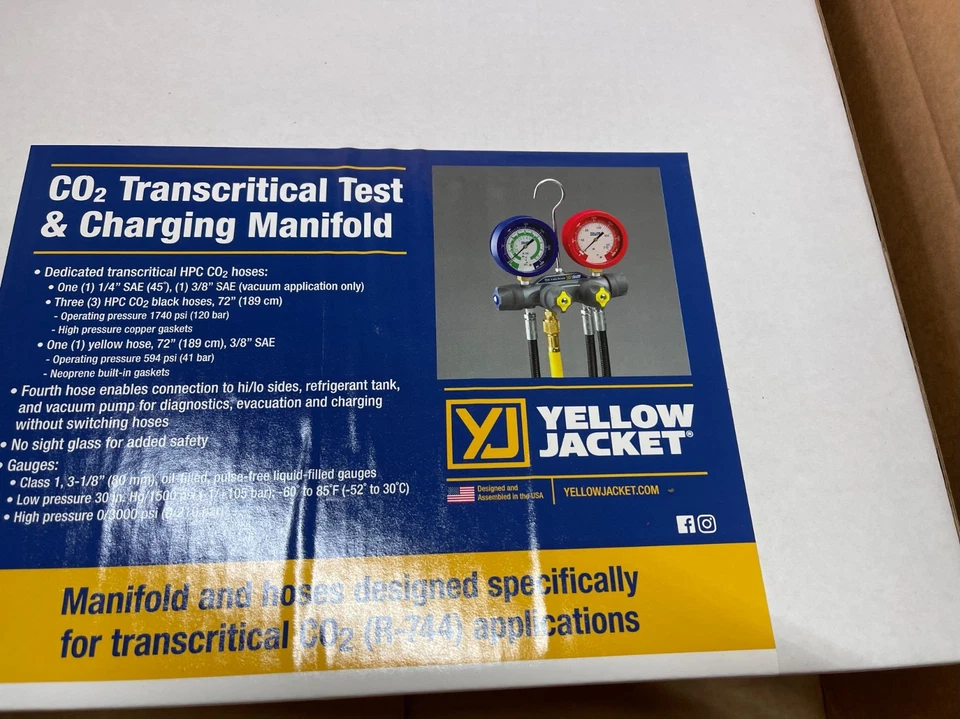 CO₂ Transcritical Test
& Charging Manifold
• Dedicated transcritical HPC CO₂ hoses:
• One (1) 1/4" SAE (45˚), (1) 3/8" SAE (vacuum application only)
• Three (3) HPC CO₂ black hoses, 72" (189 cm)
- Operating pressure 1740 psi (120 bar)
- High pressure copper gaskets
• One (1) yellow hose, 72" (189 cm), 3/8" SAE
- Operating pressure 594 psi (41 bar)
- Neoprene built-in gaskets
• Fourth hose enables connection to hi/lo sides, refrigerant tank,
and vacuum pump for diagnostics, evacuation and charging
without switching hoses
• No sight glass for added safety
• Gauges:
• Class 1, 3-1/8" (80 mm), oil-filled, pulse-free liquid-filled gauges
• Low pressure 30 in. Hg/1500 psi (-1/+105 bar); -60˚ to 85˚F (-52˚ to 30˚C)
• High pressure 0/3000 psi
YJ
YELLOW
JACKET®
Designed and
Assembled in the USA
YELLOWJACKET.COM
Manifold and hoses designed specifically
for transcritical CO₂ (R-744) applications